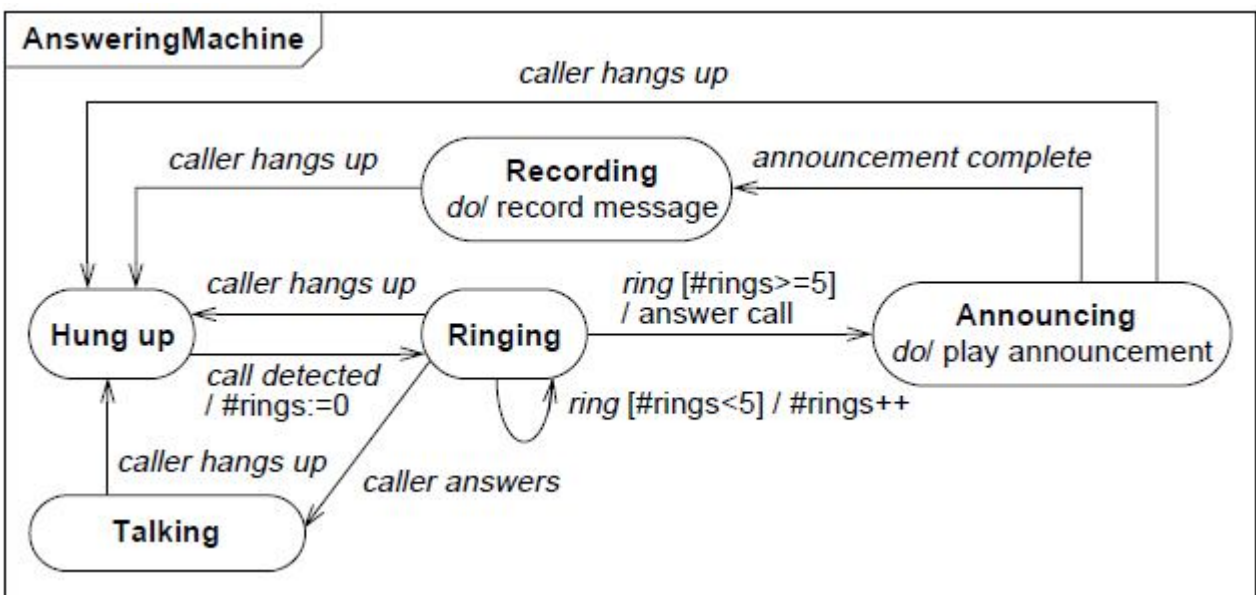 AnsweringMachine
caller hangs up
caller hangs up
Recording
do/ record message
announcement complete
caller hangs up
Hung up
call detected
/ #rings:=0
Ringing
ring [#rings>=5]
/ answer call
Announcing
do/ play announcement
ring [#rings<5] / #rings++
caller hangs up
caller answers
Talking